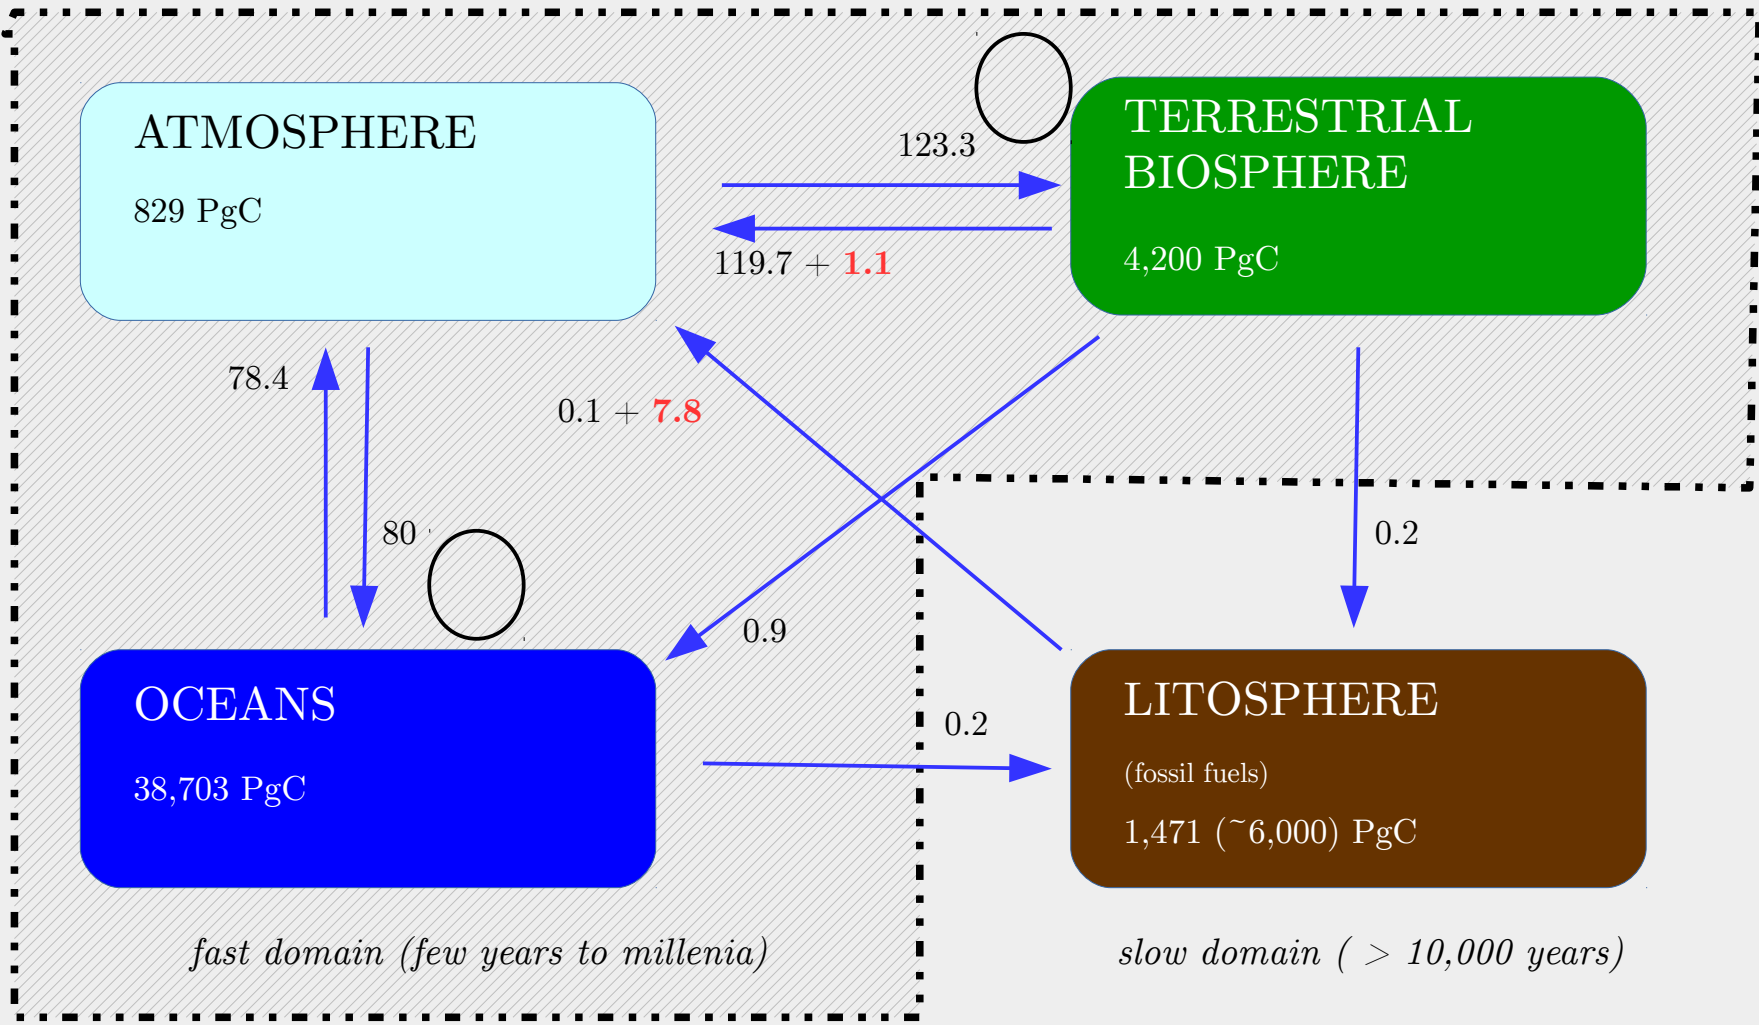 ATMOSPHERE
829 PgC
123.3
119.7 + 1.1
TERRESTRIAL
BIOSPHERE
4,200 PgC
78.4
80
0.1 + 7.8
0.9
0.2
0.2
OCEANS
38,703 PgC
LITOSPHERE
(fossil fuels)
1,471 (~6,000) PgC
fast domain (few years to millenia)
slow domain ( > 10,000 years)